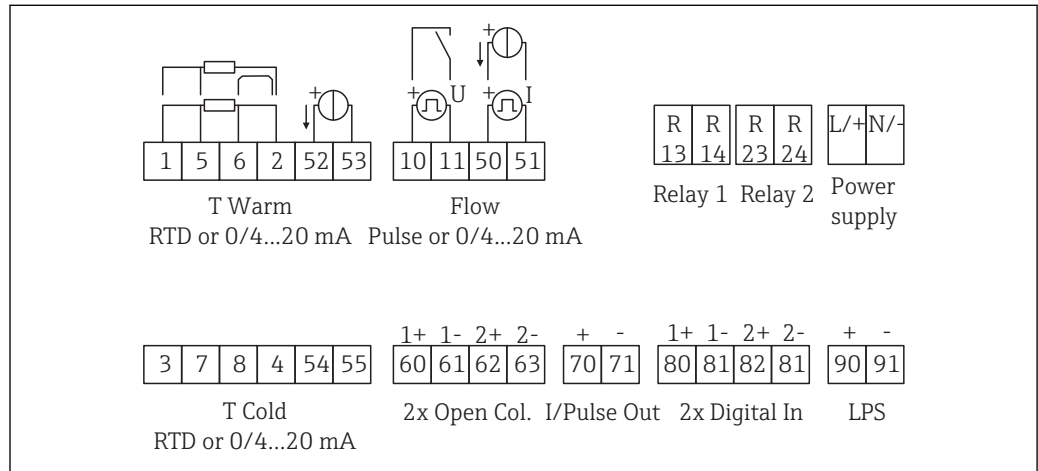 + U + I
+
+
1 5 6 2 52 53
10 11 50 51
R 13 R 14 R 23 R 24
L/+ N/-
T Warm
RTD or 0/4...20 mA
Flow
Pulse or 0/4...20 mA
Relay 1
Relay 2
Power
supply
3 7 8 4 54 55
T Cold
RTD or 0/4...20 mA
1+ 1- 2+ 2-
60 61 62 63
2x Open Col.
+ -
70 71
I/Pulse Out
1+ 1- 2+ 2-
80 81 82 81
2x Digital In
+ -
90 91
LPS